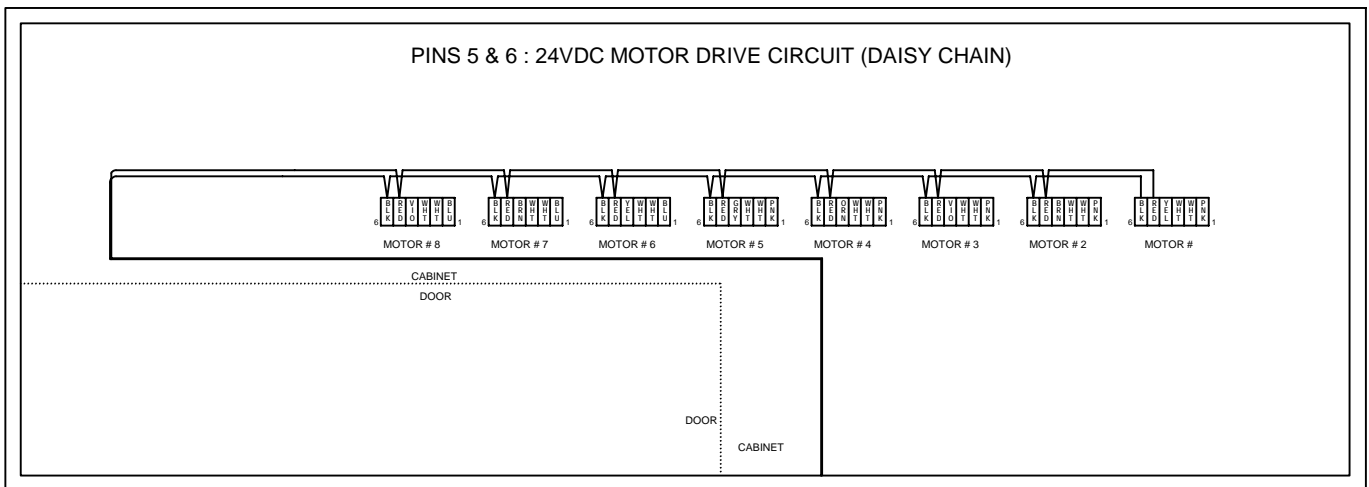 PINS 5 & 6 : 24VDC MOTOR DRIVE CIRCUIT (DAISY CHAIN)
6 BLK RED VIO WHT WHT BLU 1
6 BLK RED BRN WHT WHT BLU 1
6 BLK RED YEL WHT WHT BLU 1
6 BLK RED GRY WHT WHT PNK 1
6 BLK RED ORN WHT WHT PNK 1
6 BLK RED VIO WHT WHT PNK 1
6 BLK RED BRN WHT WHT PNK 1
6 BLK RED YEL WHT WHT PNK 1
MOTOR # 8 MOTOR # 7 MOTOR # 6 MOTOR # 5 MOTOR # 4 MOTOR # 3 MOTOR # 2 MOTOR #
CABINET
DOOR
DOOR
CABINET